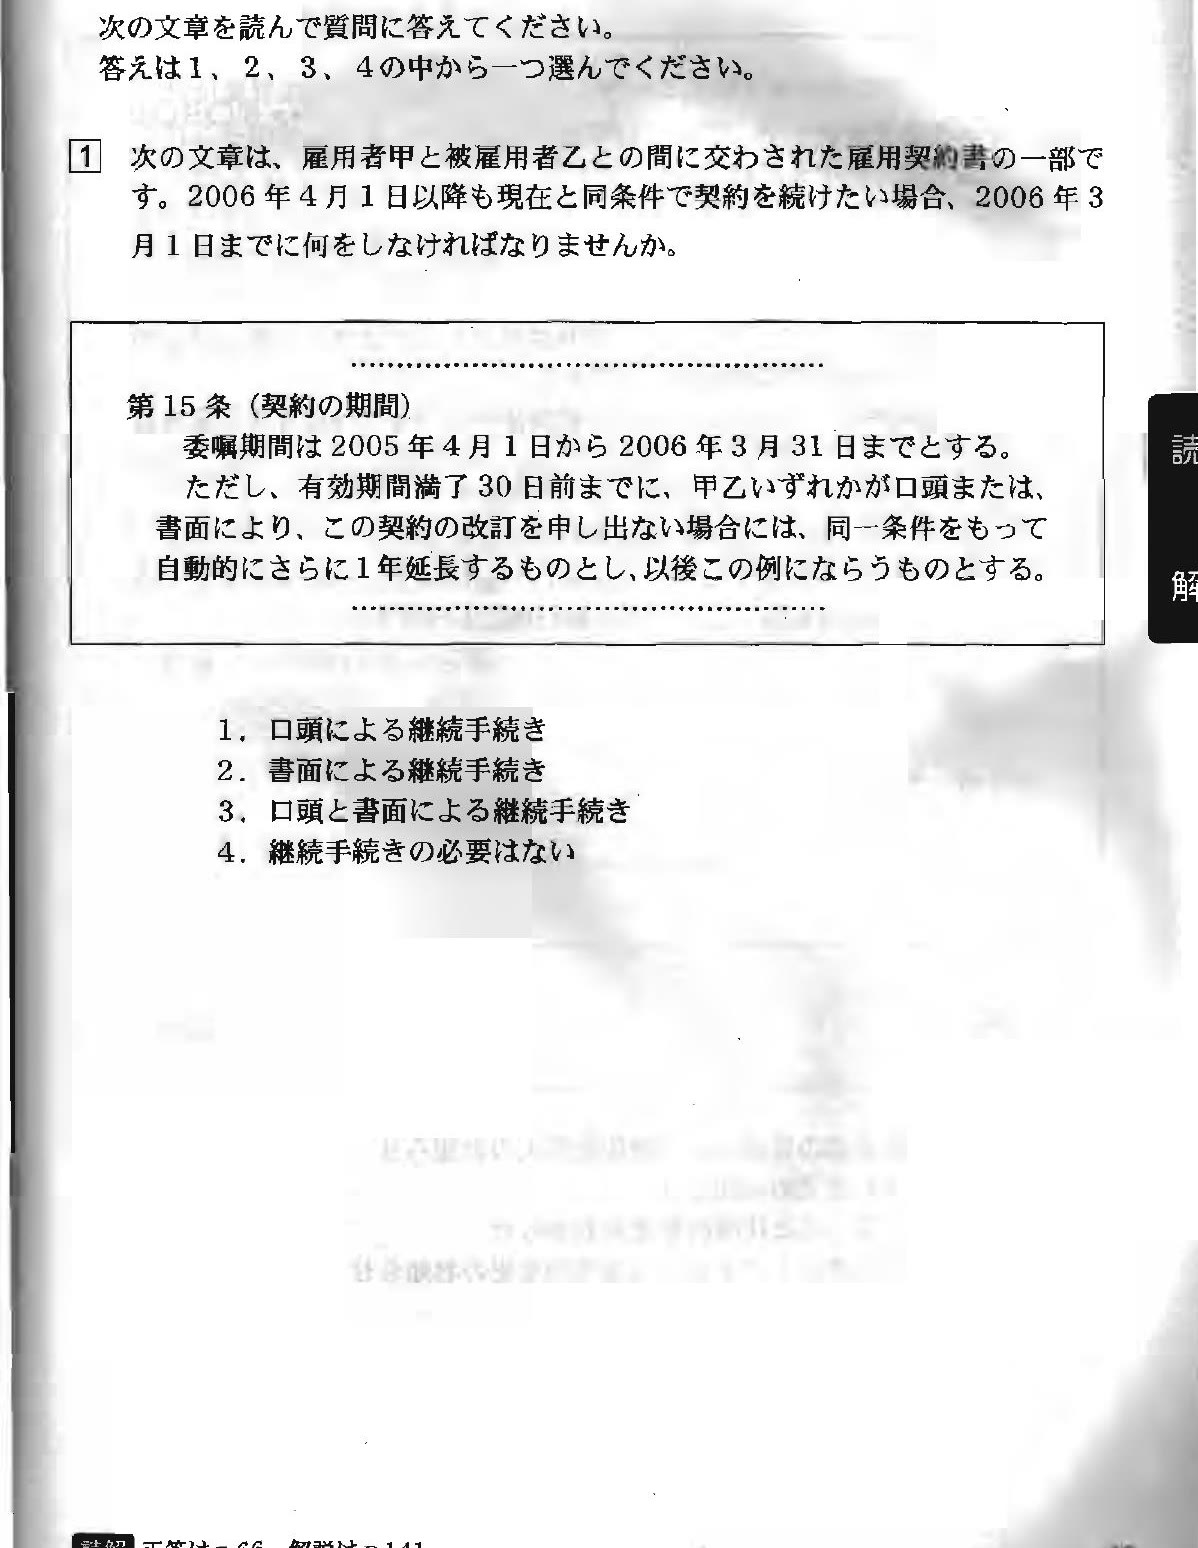 次の文章を読んで質問に答えてください。
答えは1、2、3、4の中から一つ選んでください。
1 次の文章は、雇用者甲と被雇用者乙との間に交わされた雇用契約書の一部で
す。2006年4月1日以降も現在と同条件で契約を続けたい場合、2006年3
月1日までに何をしなければなりませんか。
第15条（契約の期間）
委嘱期間は2005年4月1日から2006年3月31日までとする。
ただし、有効期間満了30日前までに、甲乙いずれかが口頭または、
書面により、この契約の改訂を申し出ない場合には、同一条件をもって
自動的にさらに1年延長するものとし、以後この例にならうものとする。
読
解
1. 口頭による継続手続き
2. 書面による継続手続き
3. 口頭と書面による継続手続き
4. 継続手続きの必要はない
読解 正答は p 66 解説は p 141